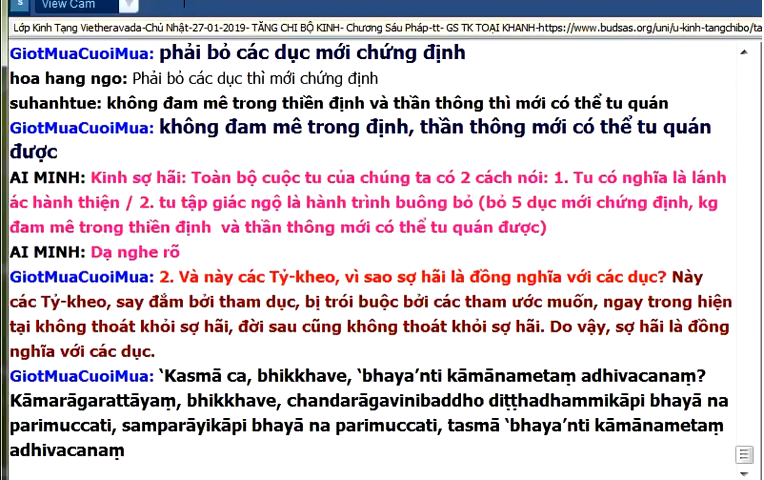 s View Cam
Lớp Kinh Tạng Vietheravada-Chủ Nhật-27-01-2019- TĂNG CHI BỘ KINH- Chương Sáu Pháp-tt- GS TK TOẠI KHANH-https://www.budsas.org/uni/u-kinh-tangchibo/ta
GiotMuaCuoiMua: phải bỏ các dục mới chứng định
hoa hang ngo: Phải bỏ các dục thì mới chứng định
suhanhtue: không đam mê trong thiền định và thần thông thì mới có thể tu quán
GiotMuaCuoiMua: không đam mê trong định, thần thông mới có thể tu quán
được
AI MINH: Kinh sợ hãi: Toàn bộ cuộc tu của chúng ta có 2 cách nói: 1. Tu có nghĩa là lánh
ác hành thiện / 2. tu tập giác ngộ là hành trình buông bỏ (bỏ 5 dục mới chứng định, kg
đam mê trong thiền định và thần thông mới có thể tu quán được)
AI MINH: Dạ nghe rõ
GiotMuaCuoiMua: 2. Và này các Tỷ-kheo, vì sao sợ hãi là đồng nghĩa với các dục? Này
các Tỷ-kheo, say đắm bởi tham dục, bị trói buộc bởi các tham ước muốn, ngay trong hiện
tại không thoát khỏi sợ hãi, đời sau cũng không thoát khỏi sợ hãi. Do vậy, sợ hãi là đồng
nghĩa với các dục.
GiotMuaCuoiMua: ‘Kasmā ca, bhikkhave, ‘bhaya’nti kāmānametaṃ adhivacanaṃ?
Kāmarāgarattāyaṃ, bhikkhave, chandarāgavinibaddho diṭṭhadhammikāpi bhayā na
parimuccati, samparāyikāpi bhayā na parimuccati, tasmā ‘bhaya’nti kāmānametaṃ
adhivacanaṃ